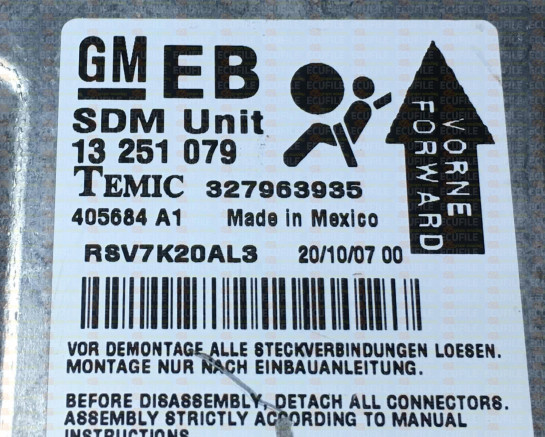 GM EB
SDM Unit
13 251 079
TEMIC 327963935
405684 A1 Made in Mexico
RSV7K20AL3 20/10/07 00
VORNE
FORWARD
VOR DEMONTAGE ALLE STECKVERBINDUNGEN LOESEN.
MONTAGE NUR NACH EINBAUANLEITUNG.
BEFORE DISASSEMBLY, DETACH ALL CONNECTORS.
ASSEMBLY STRICTLY ACCORDING TO MANUAL
INSTRUCTIONS